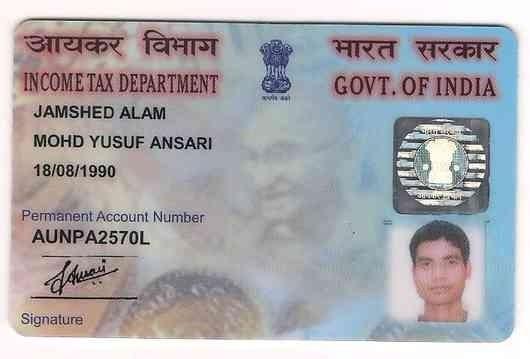 आयकर विभाग
भारत सरकार
INCOME TAX DEPARTMENT
GOVT. OF INDIA
सत्यमेव जयते
JAMSHED ALAM
MOHD YUSUF ANSARI
18/08/1990
Permanent Account Number
AUNPA2570L
Signature